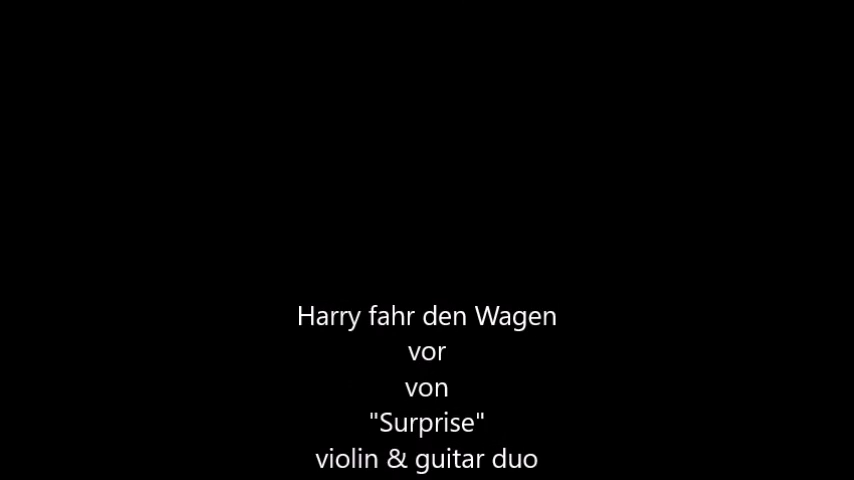 Harry fahr den Wagen
vor
von
"Surprise"
violin & guitar duo